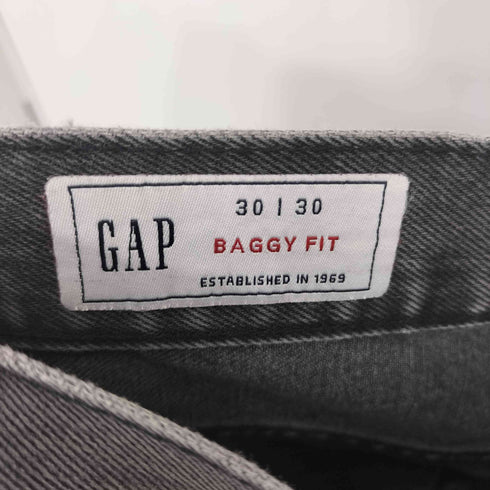 GAP
30 | 30
BAGGY FIT
ESTABLISHED IN 1969